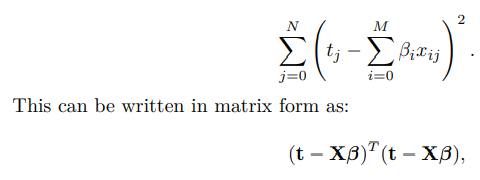 \sum_{j=0}^{N} \left( t_j - \sum_{i=0}^{M} \beta_i x_{ij} \right)^2 .
This can be written in matrix form as:
(\mathbf{t} - \mathbf{X}\boldsymbol{\beta})^T (\mathbf{t} - \mathbf{X}\boldsymbol{\beta}),